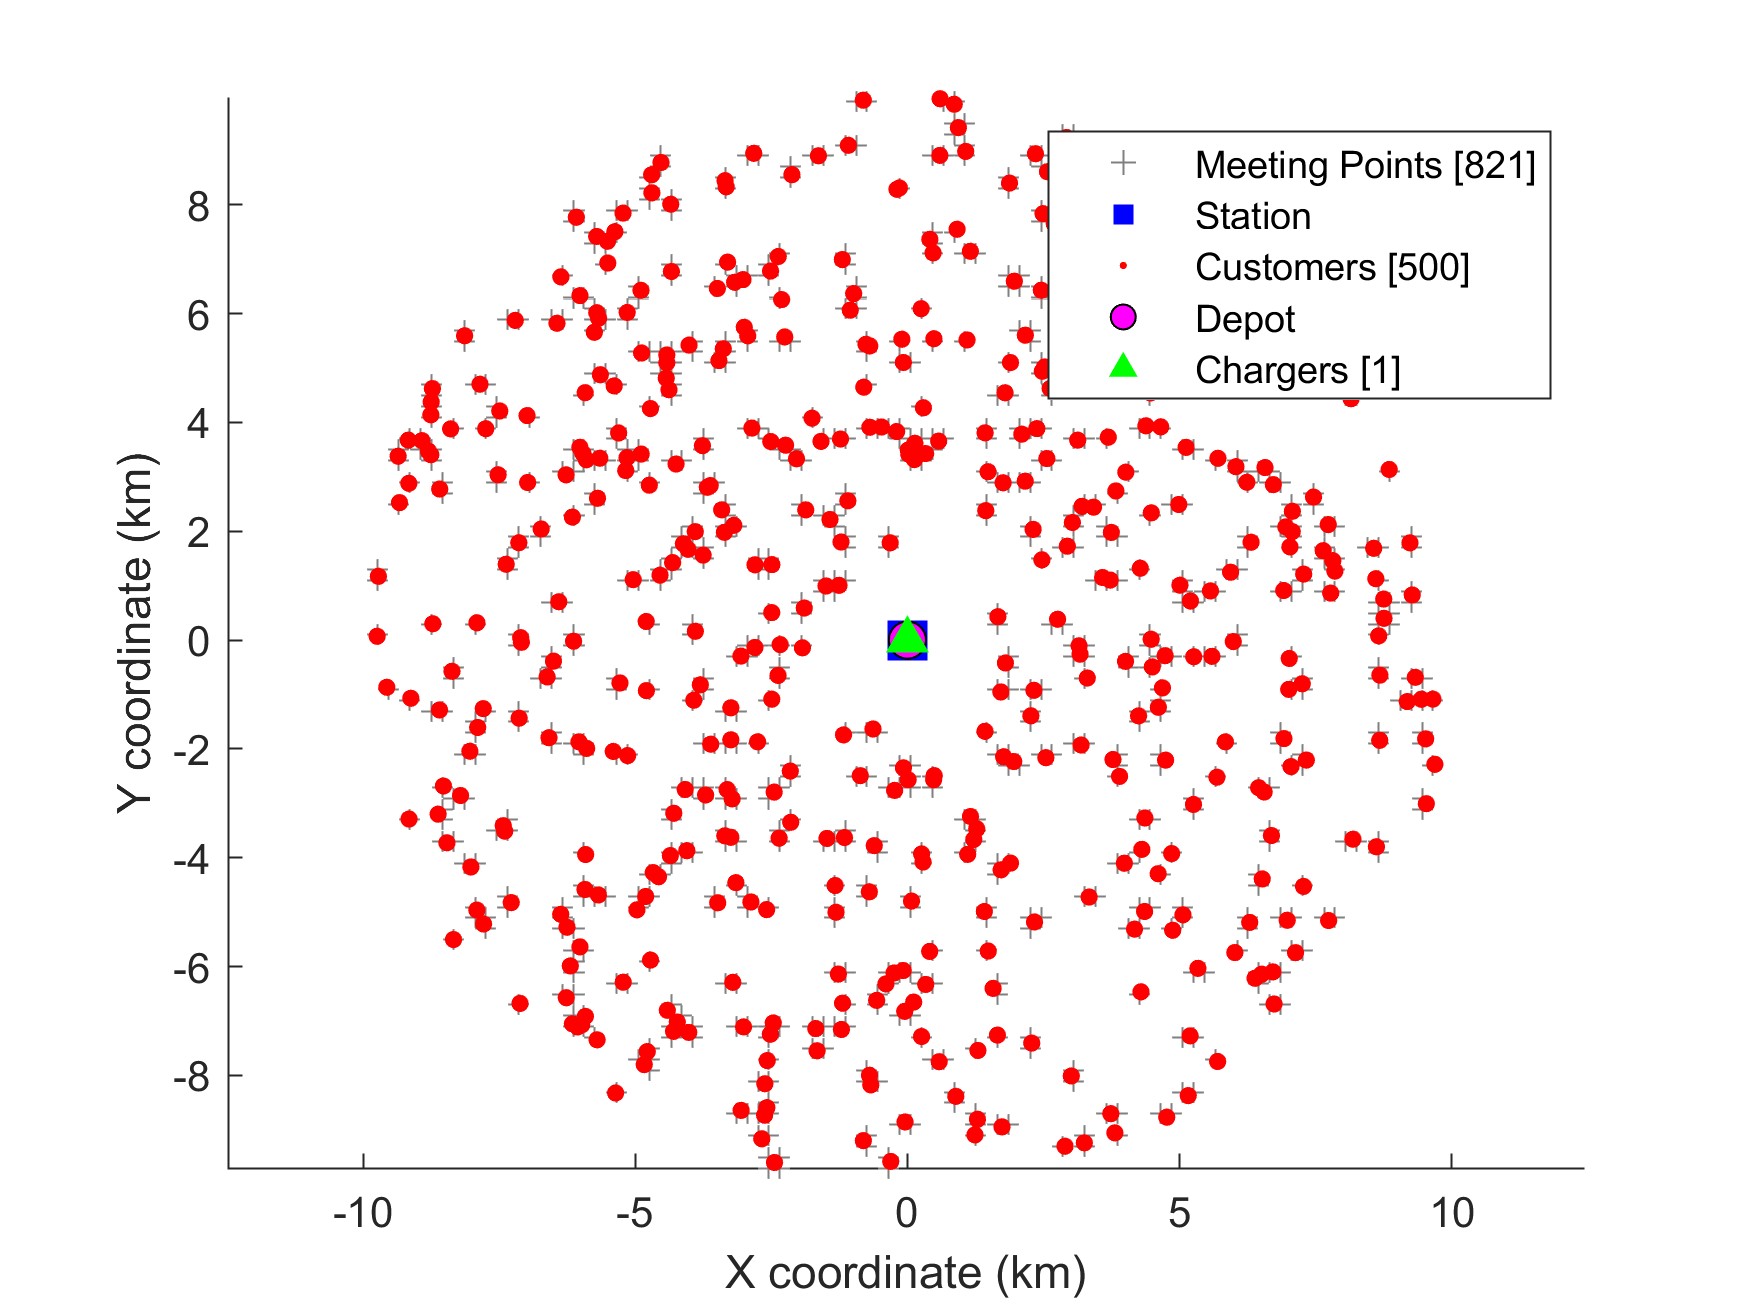 Meeting Points [821]
Station
Customers [500]
Depot
Chargers [1]
8
6
4
2
0
-2
-4
-6
-8
Y coordinate (km)
-10 -5 0 5 10
X coordinate (km)